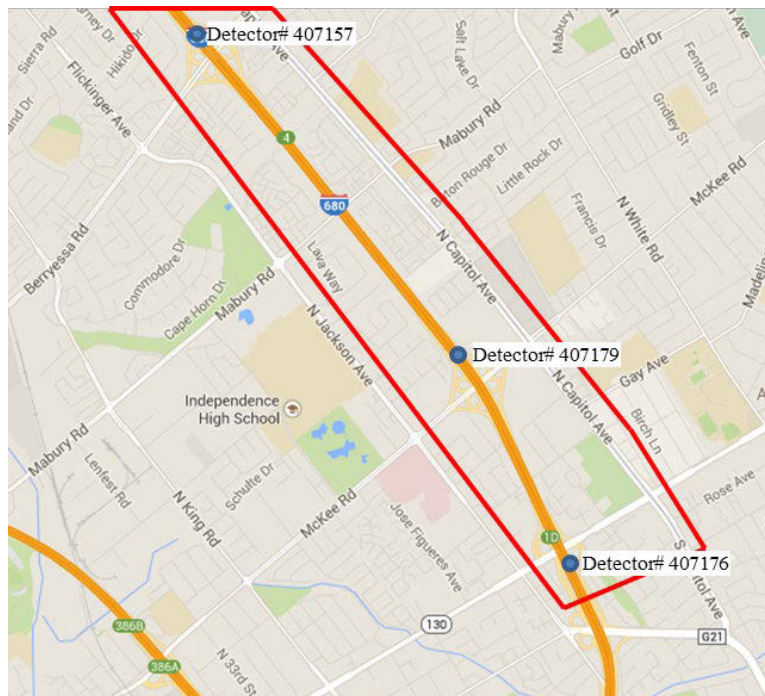 Detector# 407157
Sierra Rd
Hikido Dr
Flickinger Ave
Salt Lake Dr
Golf Dr
Fenton St
Gridley St
Mabury Rd
4
680
Baton Rouge Dr
Little Rock Dr
McKee Rd
N White Rd
Francis Dr
Berryessa Rd
Commodore Dr
Cape Horn Dr
Mabury Rd
Lava Way
N Capitol Ave
N Jackson Ave
Detector# 407179
Gay Ave
N Capitol Ave
Birch Ln
Independence
High School
Mabury Rd
Lenfest Rd
Schulte Dr
N King Rd
McKee Rd
Jose Figueres Ave
Rose Ave
1D
Detector# 407176
130
G21
386B
386A
N 33rd St